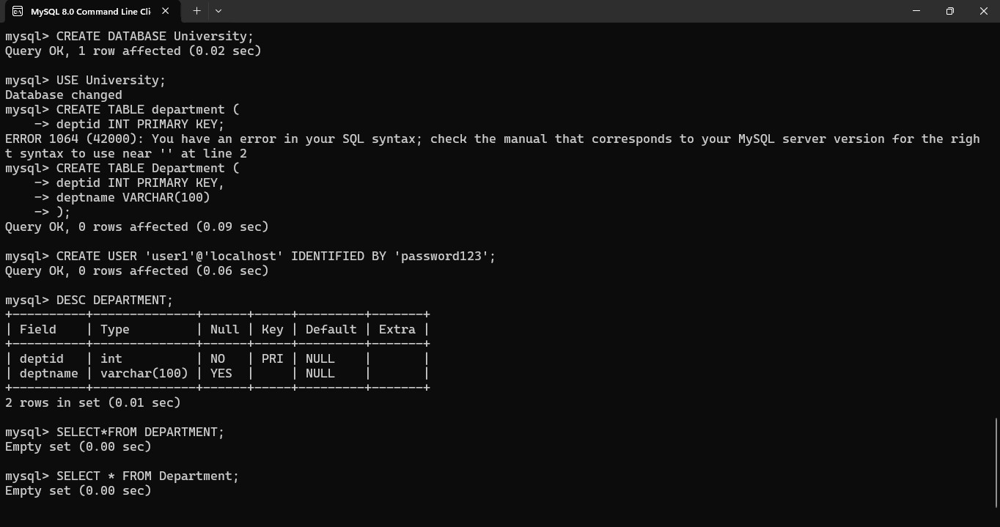 MySQL 8.0 Command Line Cli
mysql> CREATE DATABASE University;
Query OK, 1 row affected (0.02 sec)
mysql> USE University;
Database changed
mysql> CREATE TABLE department (
    -> deptid INT PRIMARY KEY;
ERROR 1064 (42000): You have an error in your SQL syntax; check the manual that corresponds to your MySQL server version for the righ
t syntax to use near '' at line 2
mysql> CREATE TABLE Department (
    -> deptid INT PRIMARY KEY,
    -> deptname VARCHAR(100)
    -> );
Query OK, 0 rows affected (0.09 sec)
mysql> CREATE USER 'user1'@'localhost' IDENTIFIED BY 'password123';
Query OK, 0 rows affected (0.06 sec)
mysql> DESC DEPARTMENT;
+----------+--------------+------+-----+---------+-------+
| Field    | Type         | Null | Key | Default | Extra |
+----------+--------------+------+-----+---------+-------+
| deptid   | int          | NO   | PRI | NULL    |       |
| deptname | varchar(100) | YES  |     | NULL    |       |
+----------+--------------+------+-----+---------+-------+
2 rows in set (0.01 sec)
mysql> SELECT*FROM DEPARTMENT;
Empty set (0.00 sec)
mysql> SELECT * FROM Department;
Empty set (0.00 sec)